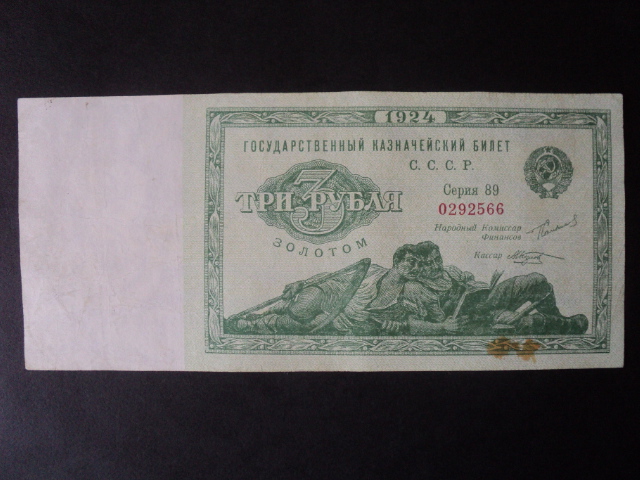 1924
ГОСУДАРСТВЕННЫЙ КАЗНАЧЕЙСКИЙ БИЛЕТ
С. С. С. Р.
Серия 89
0292566
3
ТРИ РУБЛЯ
ЗОЛОТОМ
Народный Комиссар
Финансов
Кассир